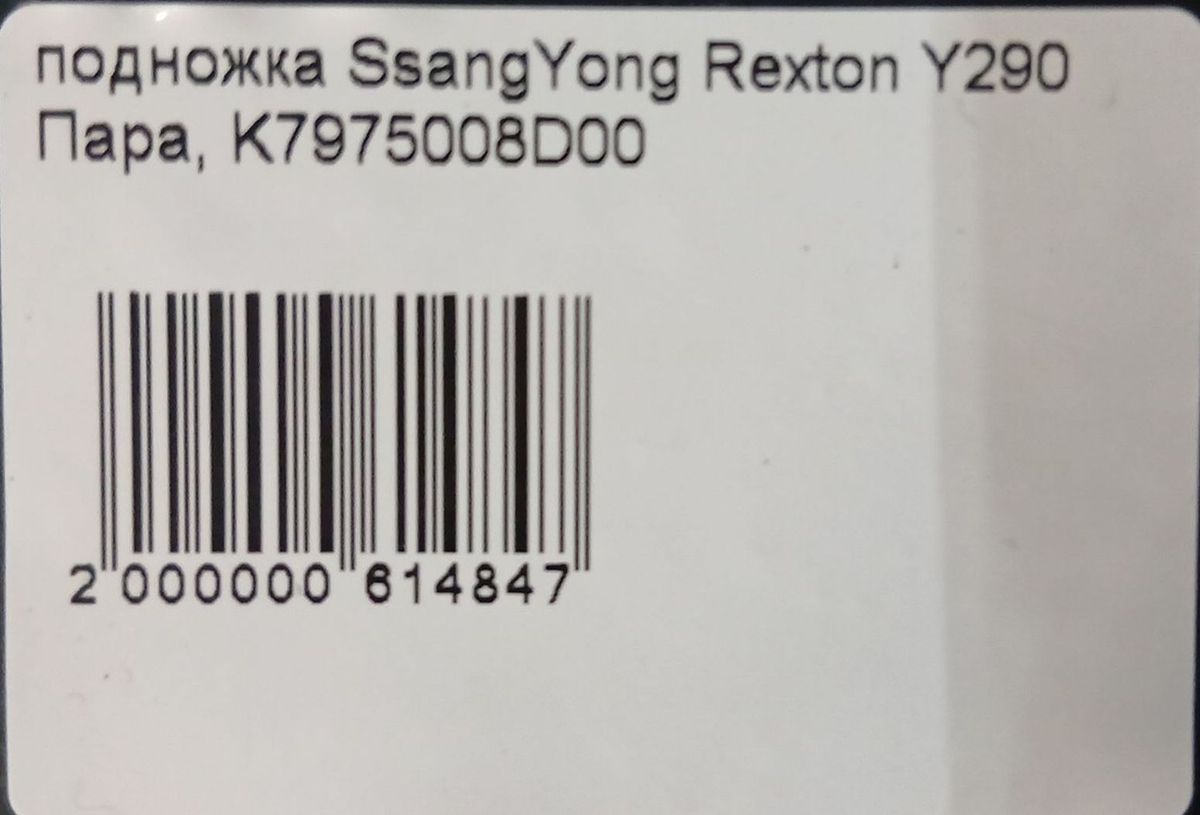 подножка SsangYong Rexton Y290
Пара, K7975008D00
2 000000 614847